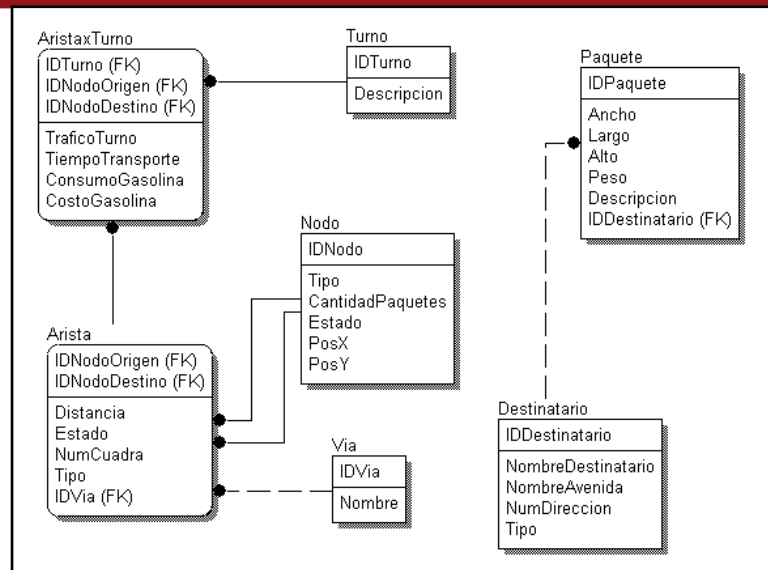 AristaxTurno
IDTurno (FK)
IDNodoOrigen (FK)
IDNodoDestino (FK)
TraficoTurno
TiempoTransporte
ConsumoGasolina
CostoGasolina
Turno
IDTurno
Descripcion
Paquete
IDPaquete
Ancho
Largo
Alto
Peso
Descripcion
IDDestinatario (FK)
Nodo
IDNodo
Tipo
CantidadPaquetes
Estado
PosX
PosY
Arista
IDNodoOrigen (FK)
IDNodoDestino (FK)
Distancia
Estado
NumCuadra
Tipo
IDVia (FK)
Via
IDVia
Nombre
Destinatario
IDDestinatario
NombreDestinatario
NombreAvenida
NumDireccion
Tipo